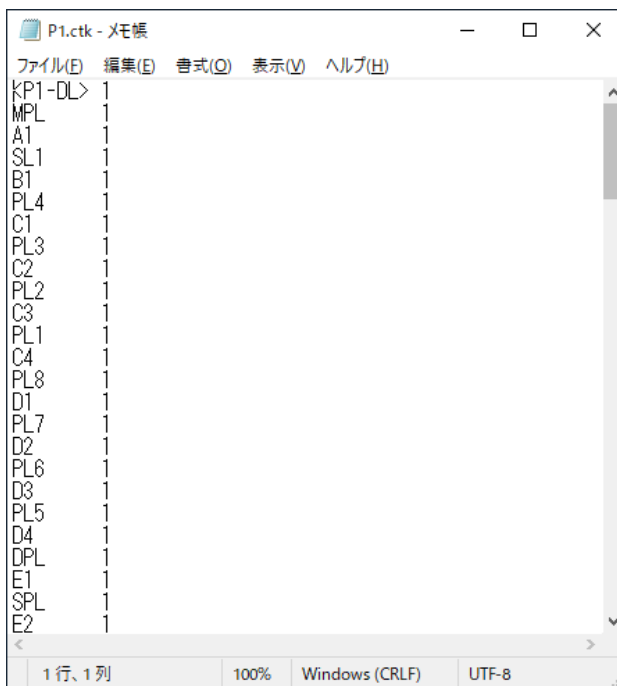 P1.ctk - メモ帳
ファイル(F) 編集(E) 書式(O) 表示(V) ヘルプ(H)
<P1-DL> 1
MPL 1
A1 1
SL1 1
B1 1
PL4 1
C1 1
PL3 1
C2 1
PL2 1
C3 1
PL1 1
C4 1
PL8 1
D1 1
PL7 1
D2 1
PL6 1
D3 1
PL5 1
D4 1
DPL 1
E1 1
SPL 1
E2 1
1 行、1 列 100% Windows (CRLF) UTF-8